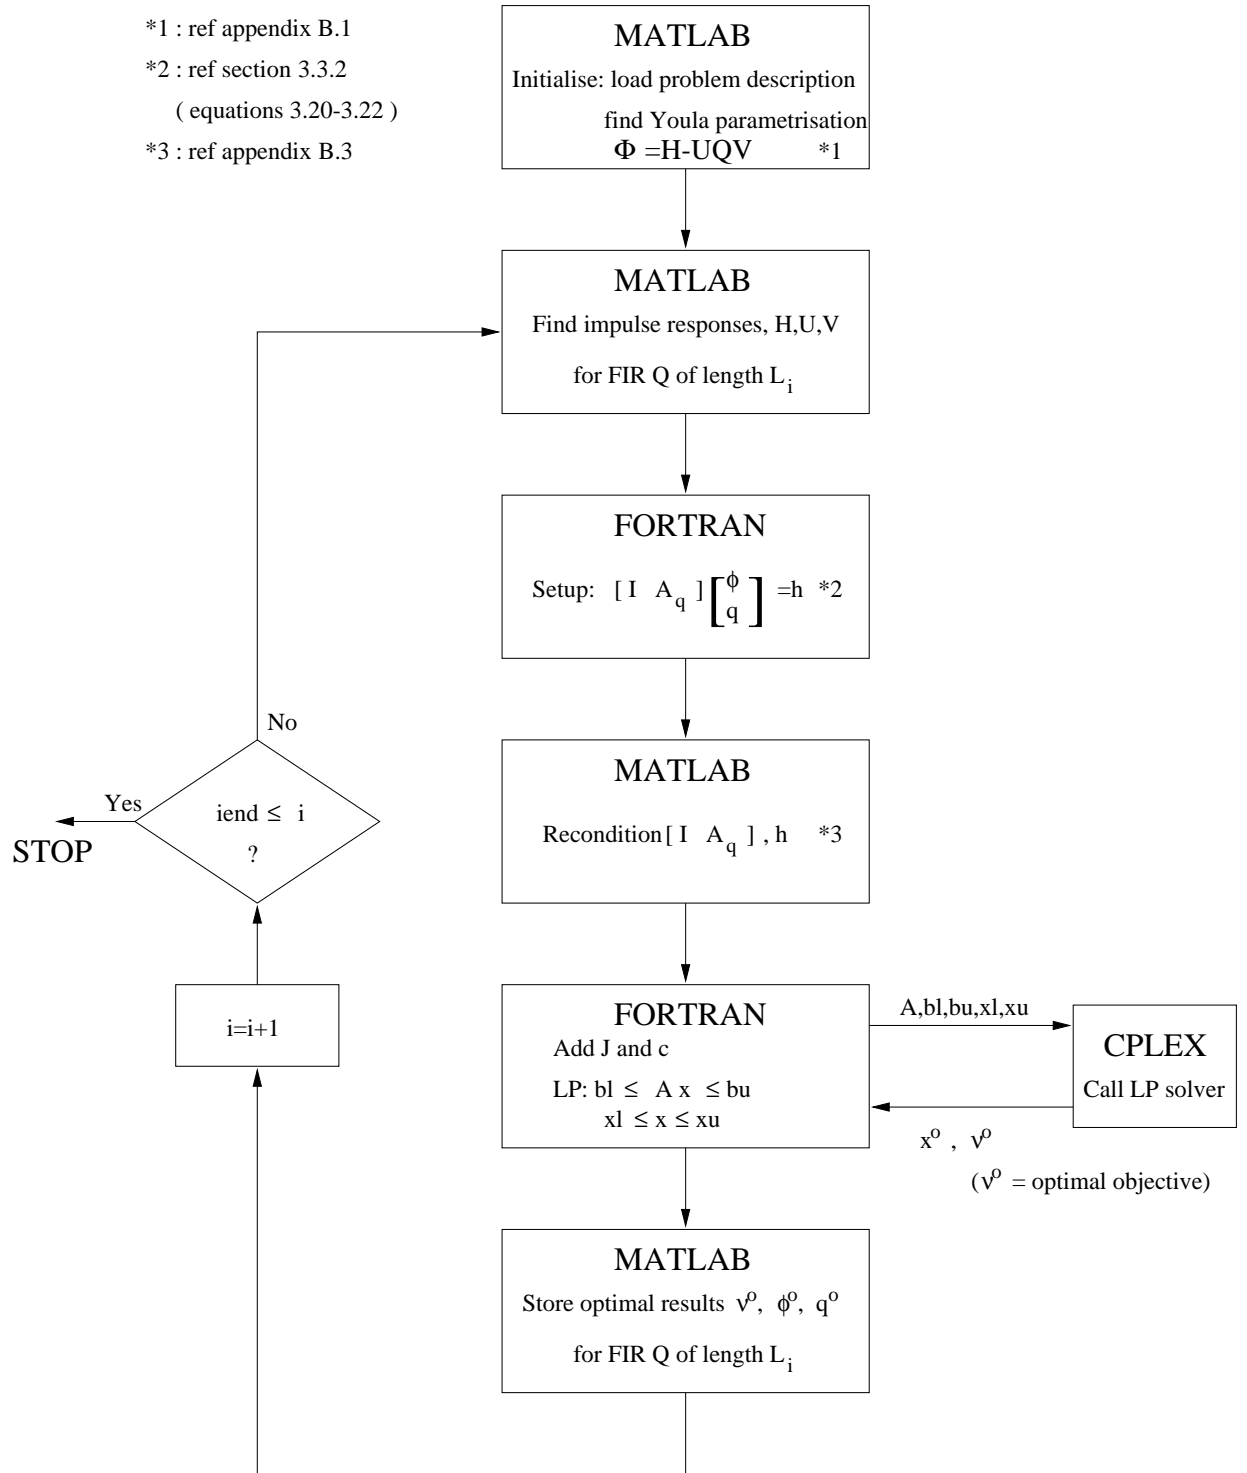 *1 : ref appendix B.1
*2 : ref section 3.3.2
( equations 3.20-3.22 )
*3 : ref appendix B.3
MATLAB
Initialise: load problem description
find Youla parametrisation
Φ =H-UQV *1
MATLAB
Find impulse responses, H,U,V
for FIR Q of length L_i
FORTRAN
Setup: [ I A_q ] [ϕ q] =h *2
MATLAB
Recondition [ I A_q ] , h *3
FORTRAN
Add J and c
LP: bl ≤ A x ≤ bu
xl ≤ x ≤ xu
A,bl,bu,xl,xu
CPLEX
Call LP solver
x^o , ν^o
(ν^o = optimal objective)
MATLAB
Store optimal results ν^o, ϕ^o, q^o
for FIR Q of length L_i
i=i+1
iend ≤ i
?
No
Yes
STOP